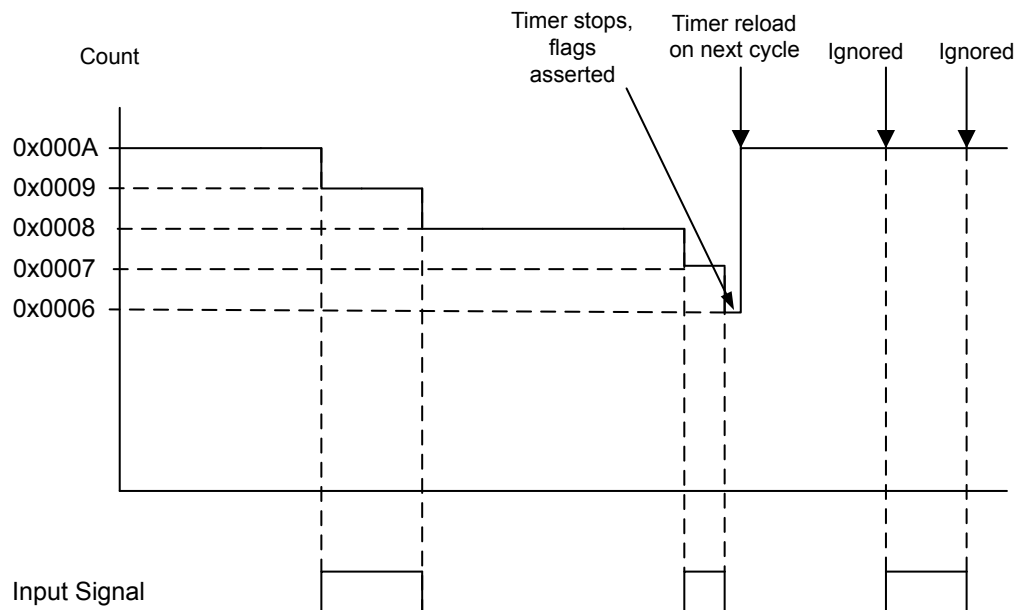 Timer stops,
flags
asserted
Timer reload
on next cycle
Ignored
Ignored
Count
0x000A
0x0009
0x0008
0x0007
0x0006
Input Signal